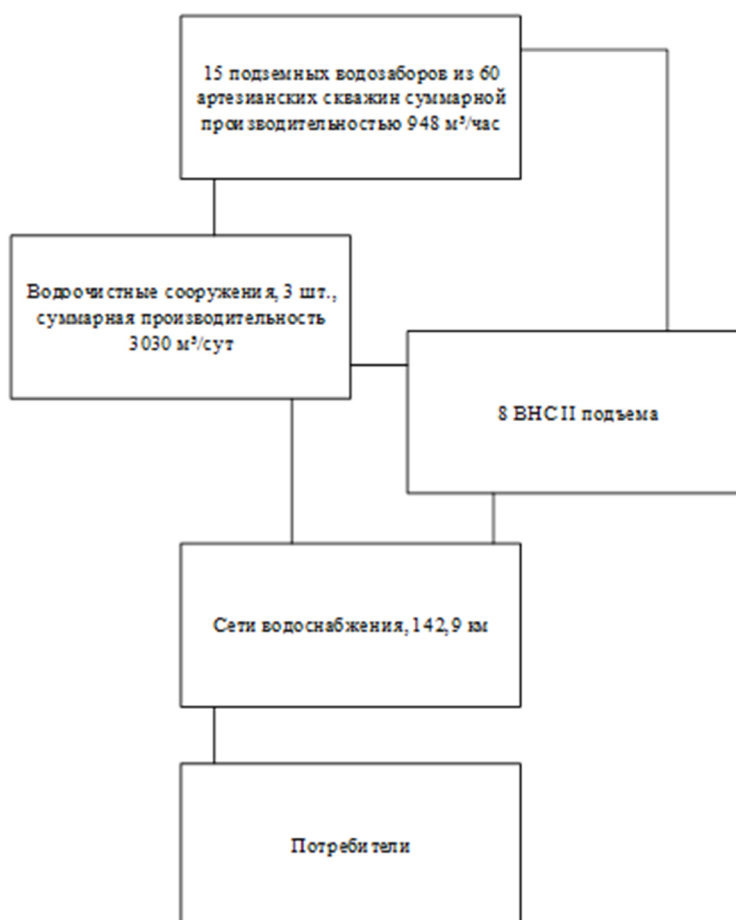 15 подземных водозаборов из 60
артезианских скважин суммарной
производительностью 948 м³/час
Водоочистные сооружения, 3 шт.,
суммарная производительность
3030 м³/сут
8 ВНС II подъема
Сети водоснабжения, 142,9 км
Потребители